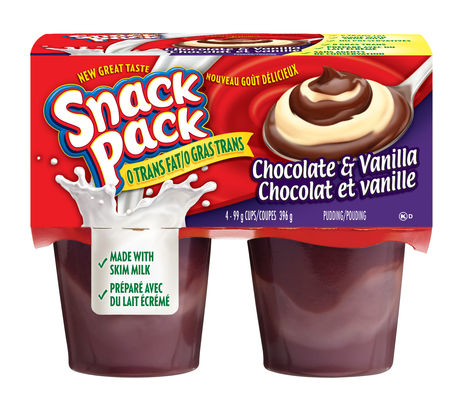 NEW GREAT TASTE
NOUVEAU GOÛT DÉLICIEUX
Snack
Pack
0 TRANS FAT/0 GRAS TRANS
Chocolate & Vanilla
Chocolat et vanille
4 - 99 g CUPS/COUPES 396 g
PUDDING/POUDING
K D
✓ MADE WITH
SKIM MILK
✓ PRÉPARÉ AVEC
DU LAIT ÉCRÉMÉ